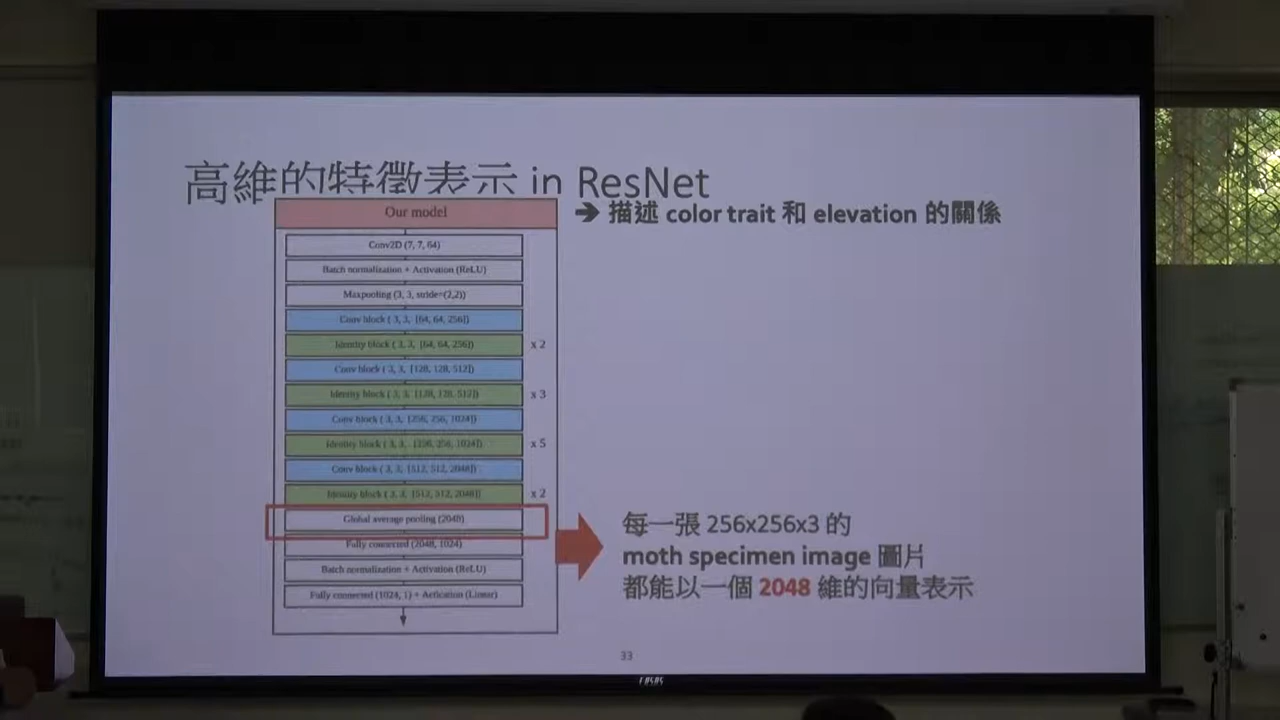 高維的特徵表示 in ResNet
➔ 描述 color trait 和 elevation 的關係
Our model
Conv2D (7, 7, 64)
Batch normalization + Activation (ReLU)
Maxpooling (3, 3, stride=(2,2))
Conv block ( 3, 3, [64, 64, 256])
Identity block ( 3, 3, [64, 64, 256])
x 2
Conv block ( 3, 3, [128, 128, 512])
Identity block ( 3, 3, [128, 128, 512])
x 3
Conv block ( 3, 3, [256, 256, 1024])
Identity block ( 3, 3, [256, 256, 1024])
x 5
Conv block ( 3, 3, [512, 512, 2048])
Identity block ( 3, 3, [512, 512, 2048])
x 2
Global average pooling (2048)
Fully connected (2048, 1024)
Batch normalization + Activation (ReLU)
Fully connected (1024, 1) + Activation (Linear)
每一張 256x256x3 的
moth specimen image 圖片
都能以一個 2048 維的向量表示
33